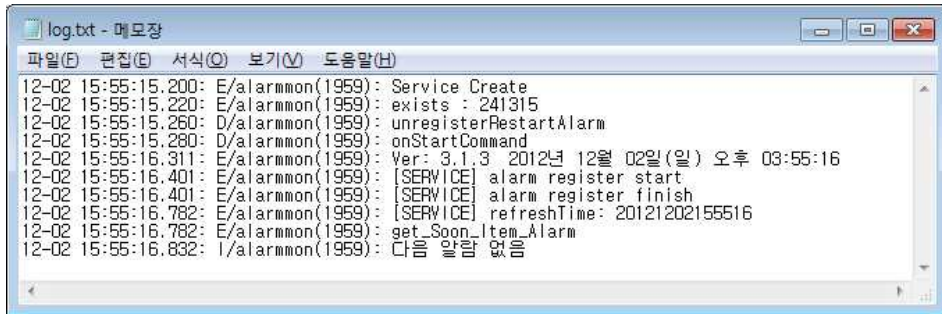 log.txt - 메모장
파일(F) 편집(E) 서식(O) 보기(V) 도움말(H)
12-02 15:55:15.200: E/alarmmon(1959): Service Create
12-02 15:55:15.220: E/alarmmon(1959): exists : 241315
12-02 15:55:15.260: D/alarmmon(1959): unregisterRestartAlarm
12-02 15:55:15.280: D/alarmmon(1959): onStartCommand
12-02 15:55:16.311: E/alarmmon(1959): Ver: 3.1.3 2012년 12월 02일(일) 오후 03:55:16
12-02 15:55:16.401: E/alarmmon(1959): [SERVICE] alarm register start
12-02 15:55:16.401: E/alarmmon(1959): [SERVICE] alarm register finish
12-02 15:55:16.782: E/alarmmon(1959): [SERVICE] refreshTime: 20121202155516
12-02 15:55:16.782: E/alarmmon(1959): get_Soon_Item_Alarm
12-02 15:55:16.832: I/alarmmon(1959): 다음 알람 없음